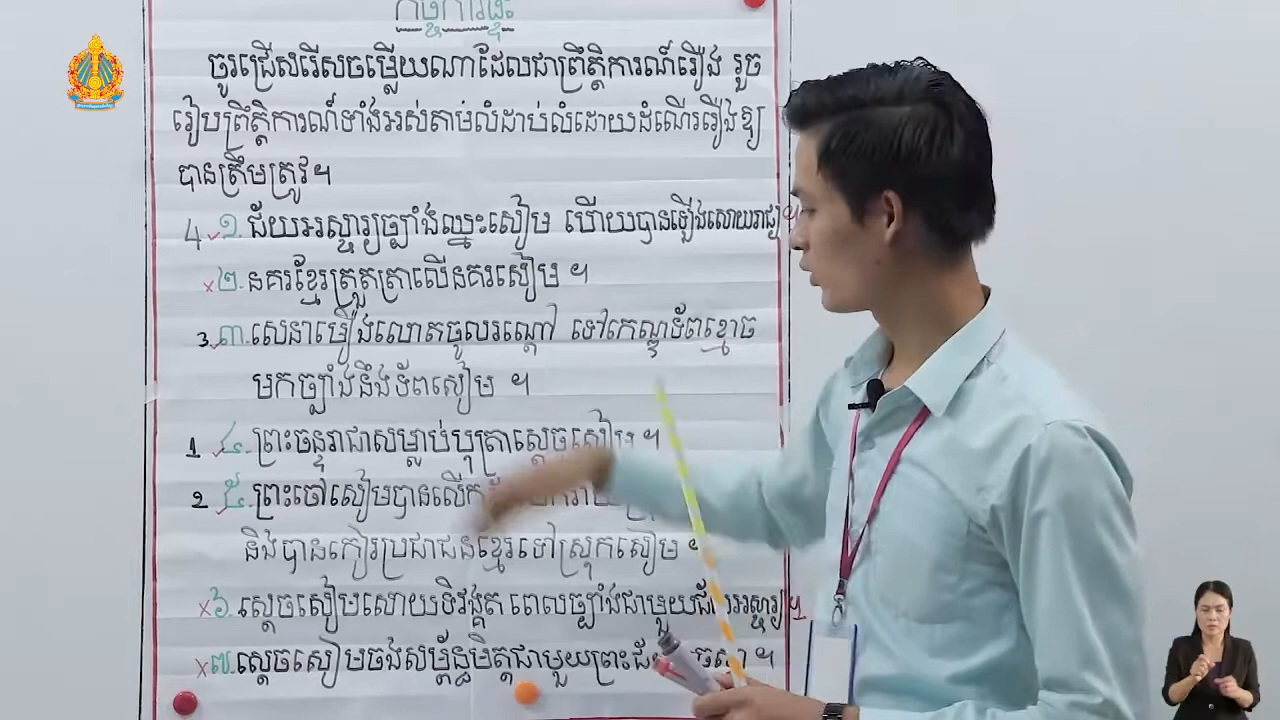 កិច្ចការផ្ទះ
ចូរជ្រើសរើសចម្លើយណាដែលជាព្រឹត្តិការណ៍រឿង រួច
រៀបព្រឹត្តិការណ៍ទាំងអស់តាមលំដាប់លំដោយដំណើររឿងឱ្យ
បានត្រឹមត្រូវ។
4 ១. ជ័យអស្ចារ្យច្បាំងឈ្នះសៀម ហើយបានឡើងសោយរាជ្យ។
២. នគរខ្មែរត្រួតត្រាលើនគរសៀម ។
3 ៣. សេនាមឿងលោតចូលរណ្តៅ ទៅកេណ្ឌទ័ពខ្មោច
មកច្បាំងនឹងទ័ពសៀម ។
1 ៤. ព្រះចន្ទរាជាសម្លាប់បុត្រាស្តេចសៀម ។
2 ៥. ព្រះចៅសៀមបានលើក
និងបានកៀរប្រជាជនខ្មែរទៅស្រុកសៀម ។
៦. ស្តេចសៀមសោយទិវង្គត ពេលច្បាំងជាមួយជ័យអស្ចារ្យ។
៧. ស្តេចសៀមចង់សម្ព័ន្ធមិត្តជាមួយព្រះ ។